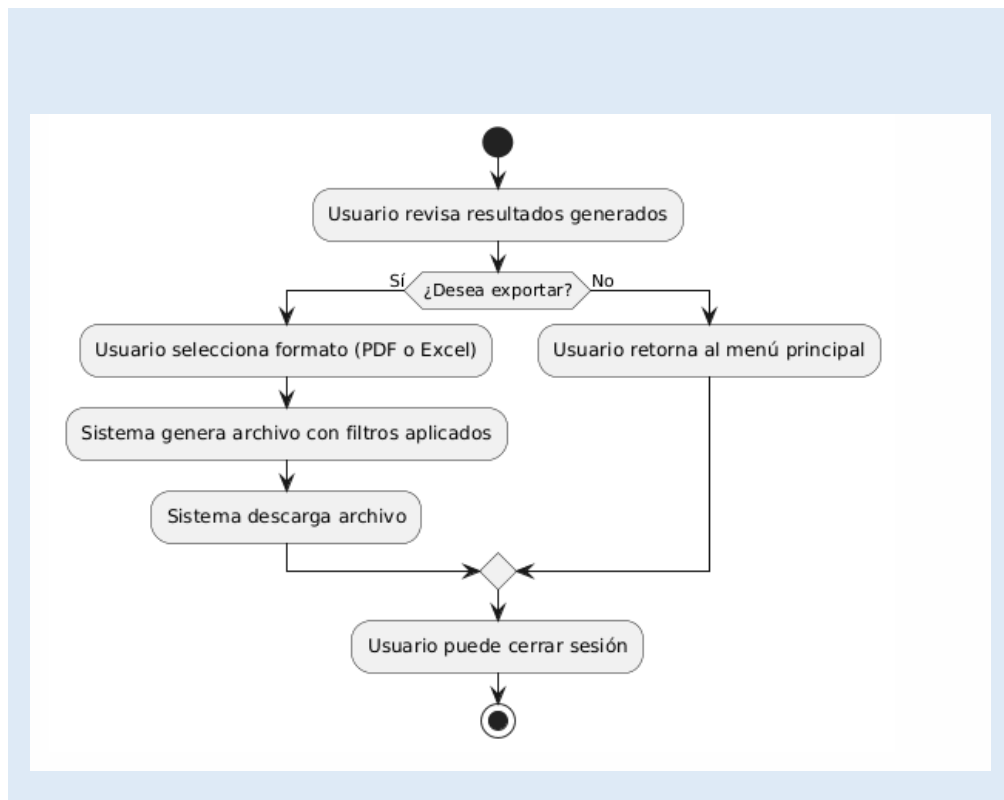 Usuario revisa resultados generados
Sí
¿Desea exportar?
No
Usuario selecciona formato (PDF o Excel)
Usuario retorna al menú principal
Sistema genera archivo con filtros aplicados
Sistema descarga archivo
Usuario puede cerrar sesión